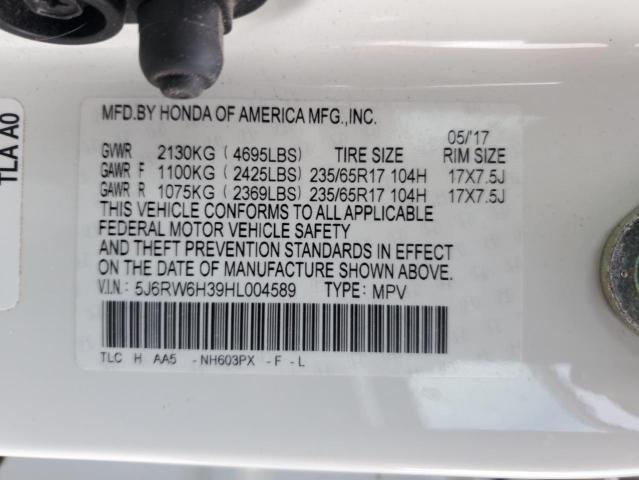 TLA A0
MFD.BY HONDA OF AMERICA MFG.,INC.
05/'17
GVWR 2130KG ( 4695LBS) TIRE SIZE RIM SIZE
GAWR F 1100KG ( 2425LBS) 235/65R17 104H 17X7.5J
GAWR R 1075KG ( 2369LBS) 235/65R17 104H 17X7.5J
THIS VEHICLE CONFORMS TO ALL APPLICABLE
FEDERAL MOTOR VEHICLE SAFETY
AND THEFT PREVENTION STANDARDS IN EFFECT
ON THE DATE OF MANUFACTURE SHOWN ABOVE.
V.I.N.: 5J6RW6H39HL004589 TYPE: MPV
TLC H AA5 -NH603PX -F -L